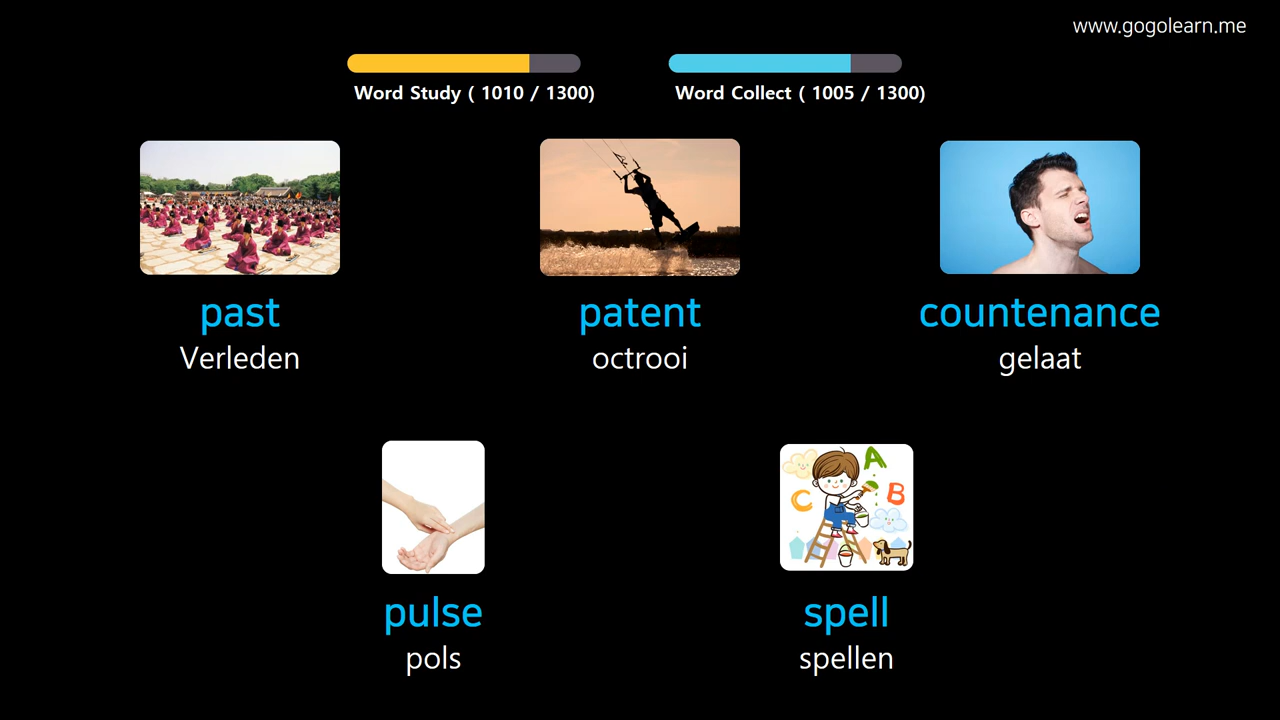 www.gogolearn.me
Word Study ( 1010 / 1300)
Word Collect ( 1005 / 1300)
past
Verleden
patent
octrooi
countenance
gelaat
A
B
C
pulse
pols
spell
spellen